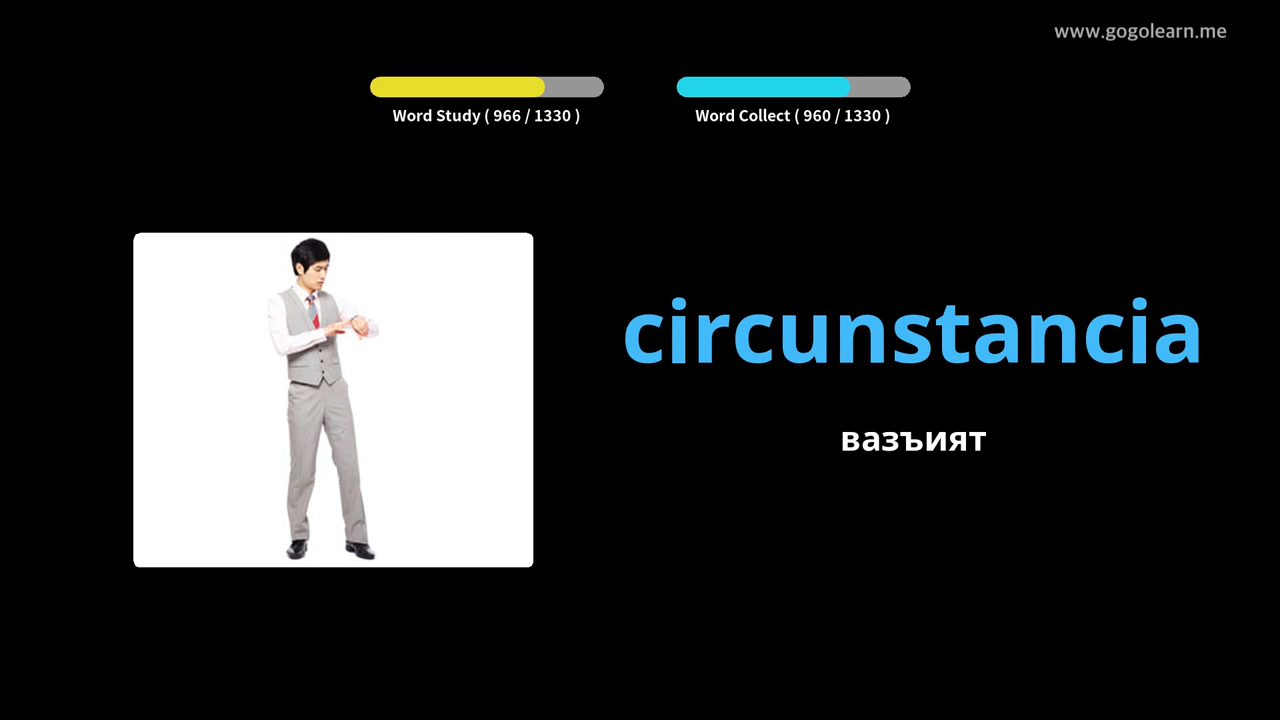 www.gogolearn.me
Word Study ( 966 / 1330 )
Word Collect ( 960 / 1330 )
circunstancia
вазъият